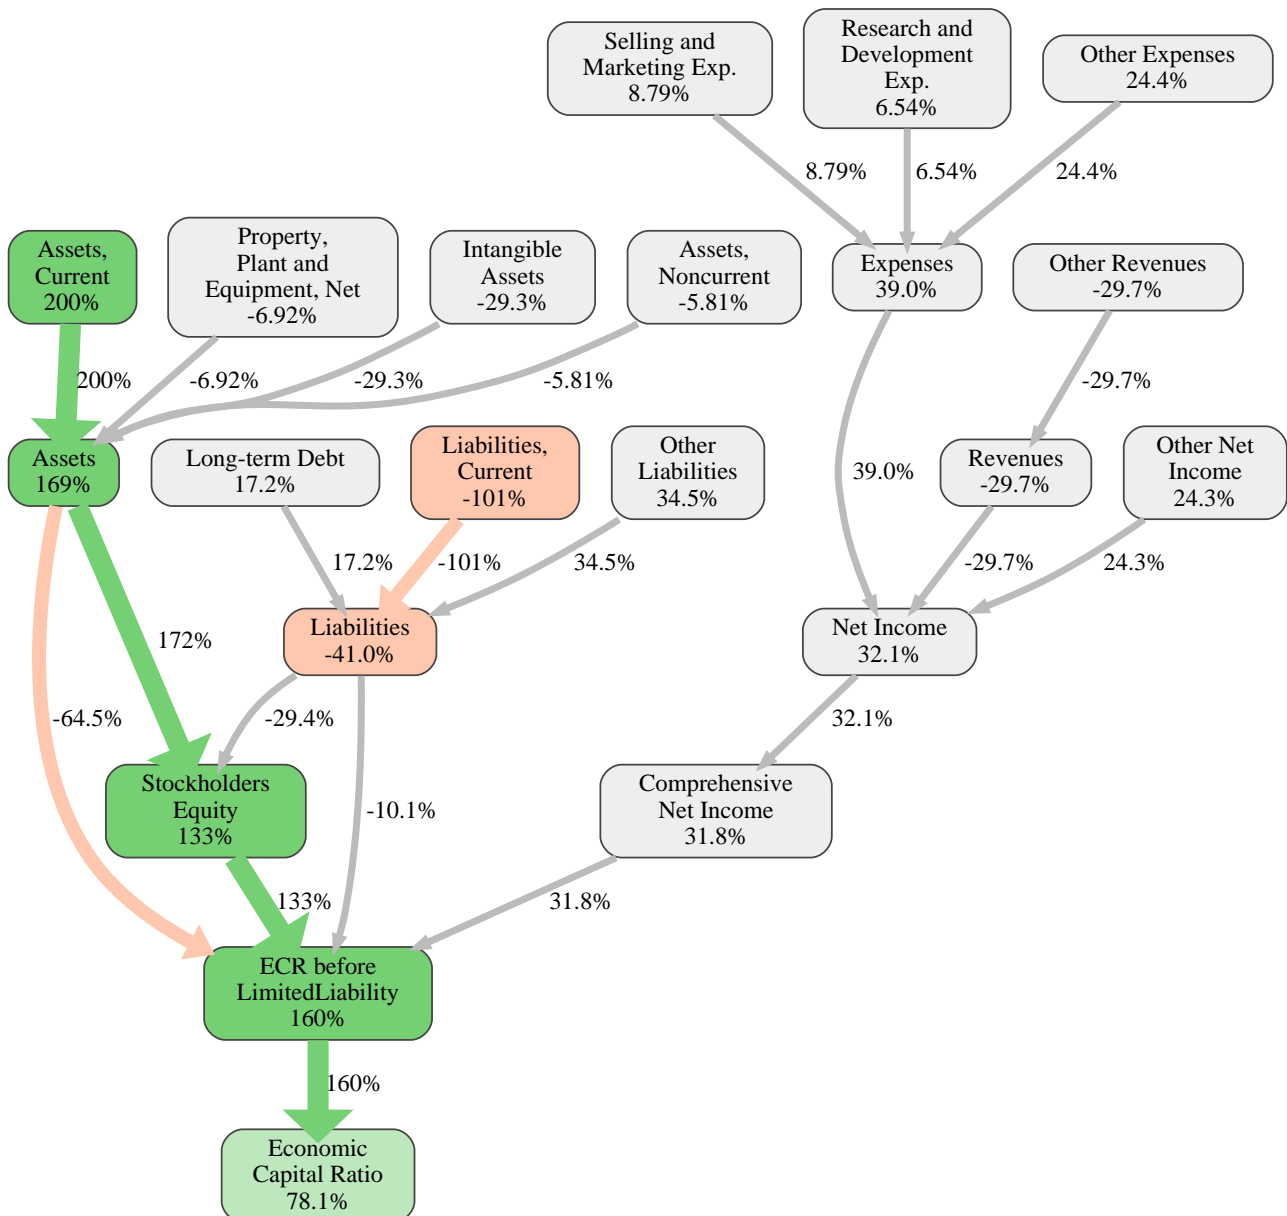 Selling and
Marketing Exp.
8.79%
Research and
Development
Exp.
6.54%
Other Expenses
24.4%
8.79%
6.54%
24.4%
Assets,
Current
200%
Property,
Plant and
Equipment, Net
-6.92%
Intangible
Assets
-29.3%
Assets,
Noncurrent
-5.81%
Expenses
39.0%
Other Revenues
-29.7%
200%
-6.92%
-29.3%
-5.81%
-29.7%
Assets
169%
Long-term Debt
17.2%
Liabilities,
Current
-101%
Other
Liabilities
34.5%
39.0%
Revenues
-29.7%
Other Net
Income
24.3%
17.2%
-101%
34.5%
-29.7%
24.3%
172%
Liabilities
-41.0%
Net Income
32.1%
-64.5%
-29.4%
32.1%
Stockholders
Equity
133%
-10.1%
Comprehensive
Net Income
31.8%
133%
31.8%
ECR before
LimitedLiability
160%
160%
Economic
Capital Ratio
78.1%